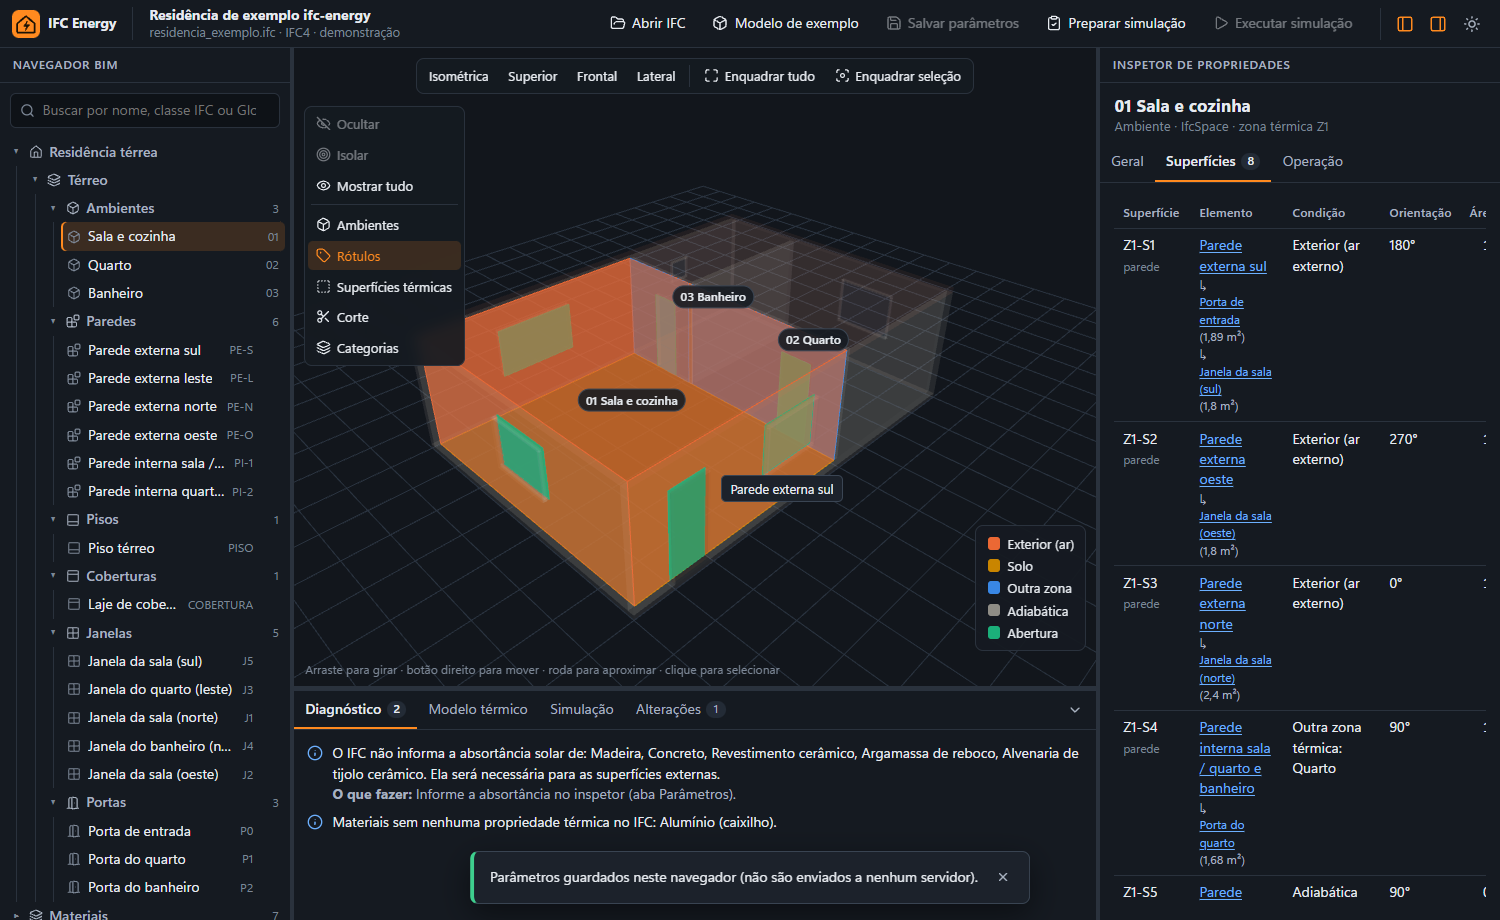 IFC Energy
Residência de exemplo ifc-energy
residencia_exemplo.ifc · IFC4 · demonstração
Abrir IFC
Modelo de exemplo
Salvar parâmetros
Preparar simulação
Executar simulação
NAVEGADOR BIM
Buscar por nome, classe IFC ou Glc
Residência térrea
Térreo
Ambientes 3
Sala e cozinha 01
Quarto 02
Banheiro 03
Paredes 6
Parede externa sul PE-S
Parede externa leste PE-L
Parede externa norte PE-N
Parede externa oeste PE-O
Parede interna sala /... PI-1
Parede interna quart... PI-2
Pisos 1
Piso térreo PISO
Coberturas 1
Laje de cobe... COBERTURA
Janelas 5
Janela da sala (sul) J5
Janela do quarto (leste) J3
Janela da sala (norte) J1
Janela do banheiro (n... J4
Janela da sala (oeste) J2
Portas 3
Porta de entrada P0
Porta do quarto P1
Porta do banheiro P2
Materiais 7
Isométrica Superior Frontal Lateral Enquadrar tudo Enquadrar seleção
Ocultar
Isolar
Mostrar tudo
Ambientes
Rótulos
Superfícies térmicas
Corte
Categorias
03 Banheiro
02 Quarto
01 Sala e cozinha
Parede externa sul
Exterior (ar)
Solo
Outra zona
Adiabática
Abertura
Arraste para girar · botão direito para mover · roda para aproximar · clique para selecionar
Diagnóstico 2 Modelo térmico Simulação Alterações 1
O IFC não informa a absortância solar de: Madeira, Concreto, Revestimento cerâmico, Argamassa de reboco, Alvenaria de
tijolo cerâmico. Ela será necessária para as superfícies externas.
O que fazer: Informe a absortância no inspetor (aba Parâmetros).
Materiais sem nenhuma propriedade térmica no IFC: Alumínio (caixilho).
Parâmetros guardados neste navegador (não são enviados a nenhum servidor).
INSPETOR DE PROPRIEDADES
01 Sala e cozinha
Ambiente · IfcSpace · zona térmica Z1
Geral Superfícies 8 Operação
Superfície Elemento Condição Orientação
Z1-S1 Parede Exterior (ar 180°
parede externa sul externo)
↳
Porta de
entrada
(1,89 m²)
↳
Janela da sala
(sul)
(1,8 m²)
Z1-S2 Parede Exterior (ar 270°
parede externa externo)
oeste
↳
Janela da sala
(oeste)
(1,8 m²)
Z1-S3 Parede Exterior (ar 0°
parede externa externo)
norte
↳
Janela da sala
(norte)
(2,4 m²)
Z1-S4 Parede Outra zona 90°
parede interna sala térmica:
/ quarto e Quarto
banheiro
↳
Porta do
quarto
(1,68 m²)
Z1-S5 Parede Adiabática 90°